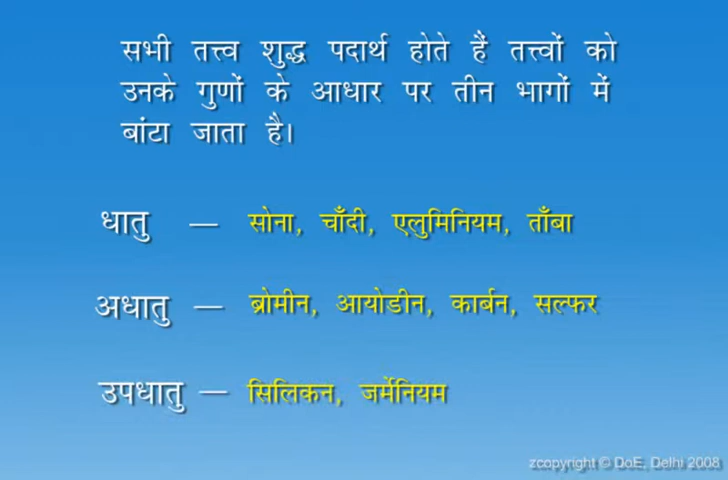 सभी तत्त्व शुद्ध पदार्थ होते हैं तत्त्वों को
उनके गुणों के आधार पर तीन भागों में
बांटा जाता है।
धातु — सोना, चाँदी, एलुमिनियम, ताँबा
अधातु — ब्रोमीन, आयोडीन, कार्बन, सल्फर
उपधातु — सिलिकन, जर्मेनियम
zcopyright © DoE, Delhi 2008